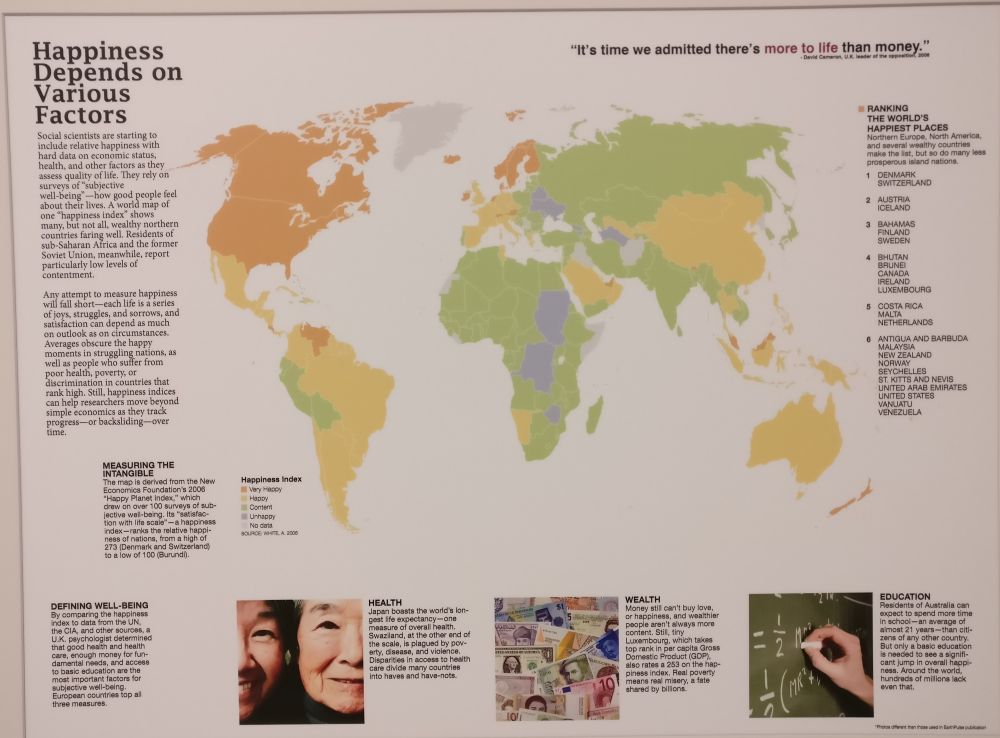 Happiness
Depends on
Various
Factors
Social scientists are starting to
include relative happiness with
hard data on economic status,
health, and other factors as they
assess quality of life. They rely on
surveys of "subjective
well-being"—how good people feel
about their lives. A world map of
one "happiness index" shows
many, but not all, wealthy northern
countries faring well. Residents of
sub-Saharan Africa and the former
Soviet Union, meanwhile, report
particularly low levels of
contentment.
Any attempt to measure happiness
will fall short—each life is a series
of joys, struggles, and sorrows, and
satisfaction can depend as much
on outlook as on circumstances.
Averages obscure the happy
moments in struggling nations, as
well as people who suffer from
poor health, poverty, or
discrimination in countries that
rank high. Still, happiness indices
can help researchers move beyond
simple economics as they track
progress—or backsliding—over
time.
"It's time we admitted there's more to life than money."
- David Cameron, U.K. leader of the opposition, 2006
RANKING
THE WORLD'S
HAPPIEST PLACES
Northern Europe, North America,
and several wealthy countries
make the list, but so do many less
prosperous island nations.
1 DENMARK
SWITZERLAND
2 AUSTRIA
ICELAND
3 BAHAMAS
FINLAND
SWEDEN
4 BHUTAN
BRUNEI
CANADA
IRELAND
LUXEMBOURG
5 COSTA RICA
MALTA
NETHERLANDS
6 ANTIGUA AND BARBUDA
MALAYSIA
NEW ZEALAND
NORWAY
SEYCHELLES
ST. KITTS AND NEVIS
UNITED ARAB EMIRATES
UNITED STATES
VANUATU
VENEZUELA
MEASURING THE
INTANGIBLE
The map is derived from the New
Economics Foundation's 2006
"Happy Planet Index," which
drew on over 100 surveys of sub-
jective well-being. Its "satisfac-
tion with life scale"—a happiness
index—ranks the relative happi-
ness of nations, from a high of
273 (Denmark and Switzerland)
to a low of 100 (Burundi).
Happiness Index
Very Happy
Happy
Content
Unhappy
No data
SOURCE: WHITE, A. 2006
DEFINING WELL-BEING
By comparing the happiness
index to data from the UN,
the CIA, and other sources, a
U.K. psychologist determined
that good health and health
care, enough money for fun-
damental needs, and access
to basic education are the
most important factors for
subjective well-being.
European countries top all
three measures.
HEALTH
Japan boasts the world's lon-
gest life expectancy—one
measure of overall health.
Swaziland, at the other end of
the scale, is plagued by pov-
erty, disease, and violence.
Disparities in access to health
care divide many countries
into haves and have-nots.
WEALTH
Money still can't buy love,
or happiness, and wealthier
people aren't always more
content. Still, tiny
Luxembourg, which takes
top rank in per capita Gross
Domestic Product (GDP),
also rates a 253 on the hap-
piness index. Real poverty
means real misery, a fate
shared by billions.
EDUCATION
Residents of Australia can
expect to spend more time
in school—an average of
almost 21 years—than citi-
zens of any other country.
But only a basic education
is needed to see a signifi-
cant jump in overall happi-
ness. Around the world,
hundreds of millions lack
even that.
*Photos different than those used in EarthPulse publication